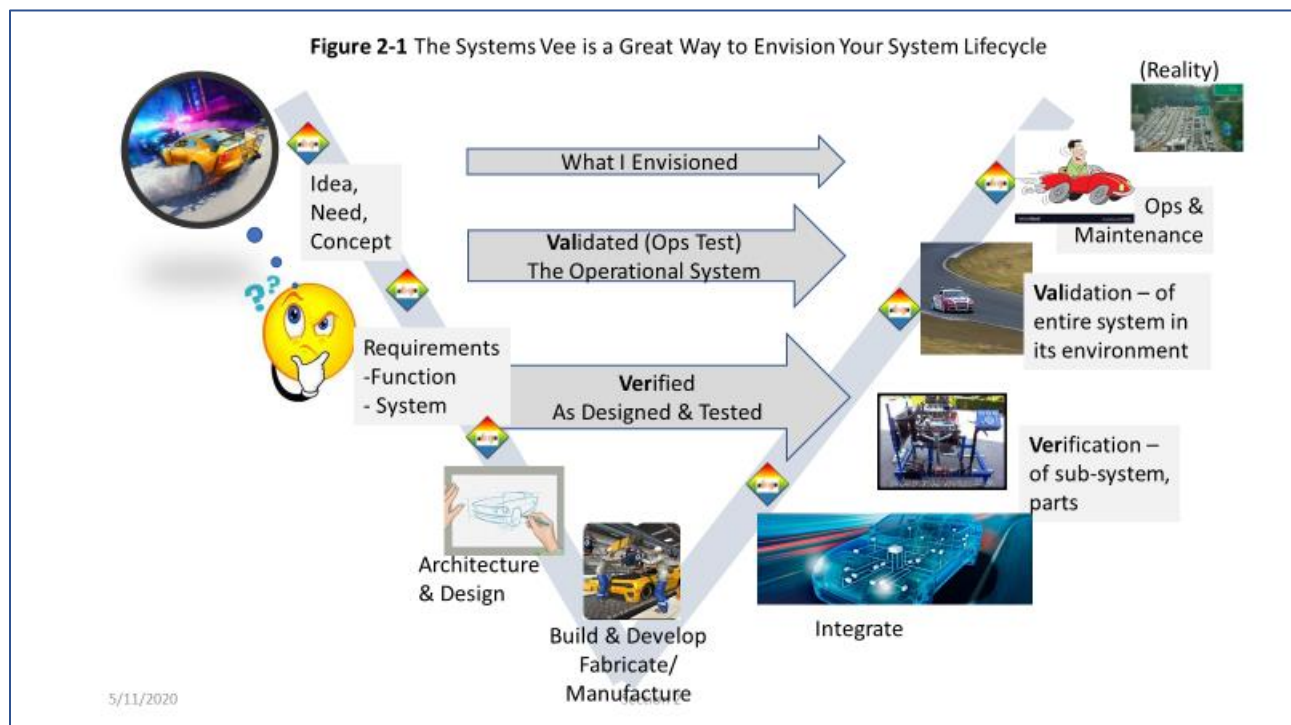 Figure 2-1 The Systems Vee is a Great Way to Envision Your System Lifecycle
(Reality)
What I Envisioned
Idea,
Need,
Concept
Ops &
Maintenance
Validated (Ops Test)
The Operational System
??
Validation – of
entire system in
its environment
Requirements
-Function
- System
Verified
As Designed & Tested
Verification –
of sub-system,
parts
Architecture
& Design
Integrate
Build & Develop
Fabricate/
Manufacture
5/11/2020